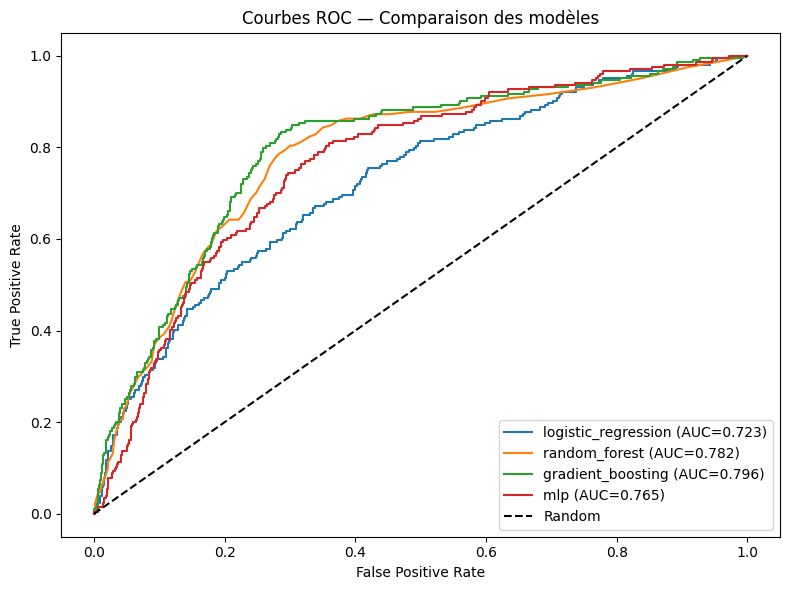 Courbes ROC — Comparaison des modèles
1.0
0.8
0.6
0.4
0.2
0.0
True Positive Rate
0.0 0.2 0.4 0.6 0.8 1.0
False Positive Rate
logistic_regression (AUC=0.723)
random_forest (AUC=0.782)
gradient_boosting (AUC=0.796)
mlp (AUC=0.765)
Random